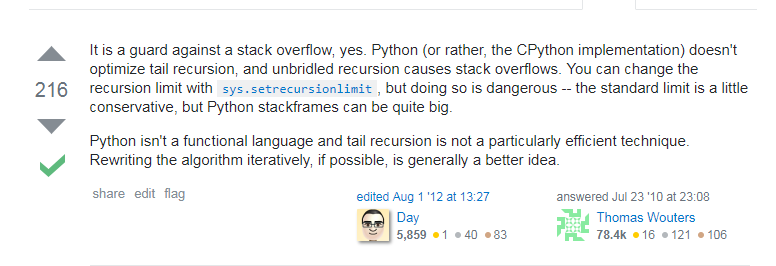 It is a guard against a stack overflow, yes. Python (or rather, the CPython implementation) doesn't
optimize tail recursion, and unbridled recursion causes stack overflows. You can change the
216
recursion limit with sys.setrecursionlimit, but doing so is dangerous -- the standard limit is a little
conservative, but Python stackframes can be quite big.
Python isn't a functional language and tail recursion is not a particularly efficient technique.
Rewriting the algorithm iteratively, if possible, is generally a better idea.
share edit flag
edited Aug 1 '12 at 13:27
Day
5,859 ●1 ●40 ●83
answered Jul 23 '10 at 23:08
Thomas Wouters
78.4k ●16 ●121 ●106